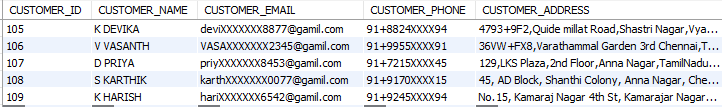 CUSTOMER_ID CUSTOMER_NAME CUSTOMER_EMAIL CUSTOMER_PHONE CUSTOMER_ADDRESS
105 K DEVIKA deviXXXXXXX8877@gamil.com 91+8824XXXX94 4793+9F2,Quide millat Road,Shastri Nagar,Vya...
106 V VASANTH VASAXXXXXXX2345@gamil.com 91+9955XXXX91 36VW +FX8,Varathammal Garden 3rd Chennai,T...
107 D PRIYA priyXXXXXXX8453@gamil.com 91+7215XXXX45 129,LKS Plaza,2nd Floor,Anna Nagar,TamilNadu...
108 S KARTHIK karthXXXXXXX0077@gamil.com 91+9170XXXX15 45, AD Block, Shanthi Colony, Anna Nagar, Che...
109 K HARISH hariXXXXXXX6542@gamil.com 91+9245XXXX94 No.15, Kamaraj Nagar 4th St, Kamarajar Nagar...